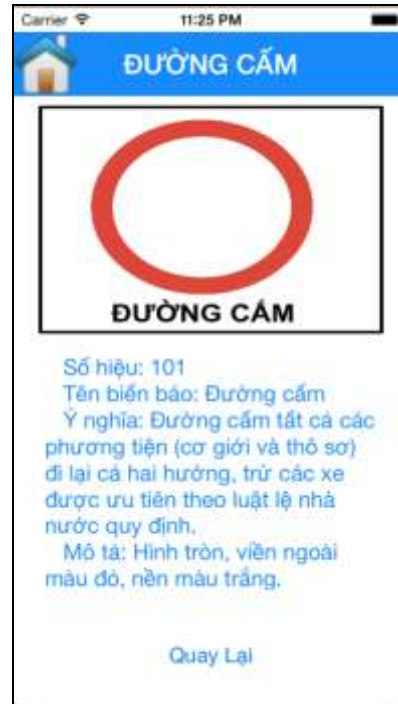 Carrier 11:25 PM
ĐƯỜNG CẤM
ĐƯỜNG CẤM
Số hiệu: 101
Tên biển báo: Đường cấm
Ý nghĩa: Đường cấm tất cả các
phương tiện (cơ giới và thô sơ)
đi lại cả hai hướng, trừ các xe
được ưu tiên theo luật lệ nhà
nước quy định.
Mô tả: Hình tròn, viền ngoài
màu đỏ, nền màu trắng.
Quay Lại